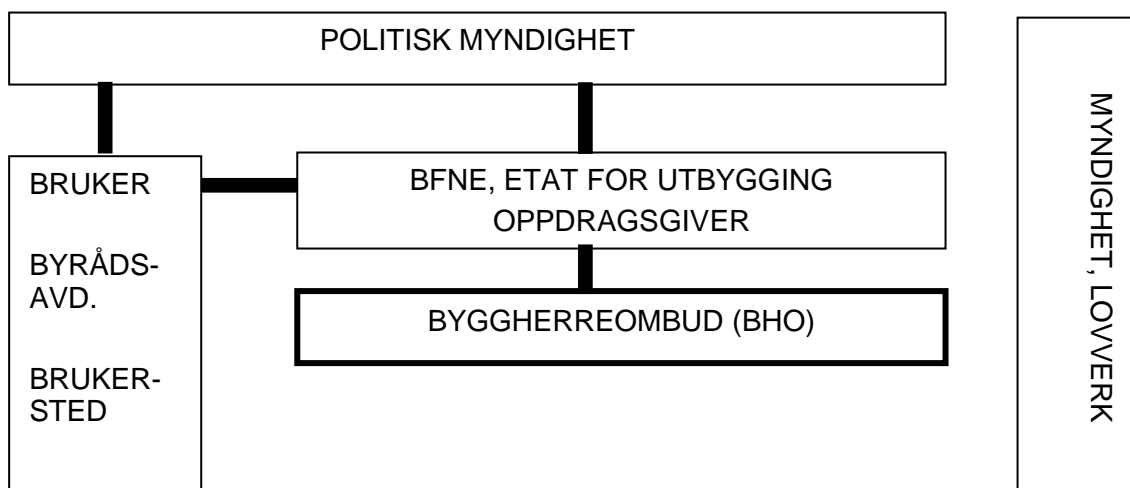 POLITISK MYNDIGHET
BRUKER
BYRÅDS-
AVD.
BRUKER-
STED
BFNE, ETAT FOR UTBYGGING
OPPDRAGSGIVER
BYGGHERREOMBUD (BHO)
MYNDIGHET, LOVVERK